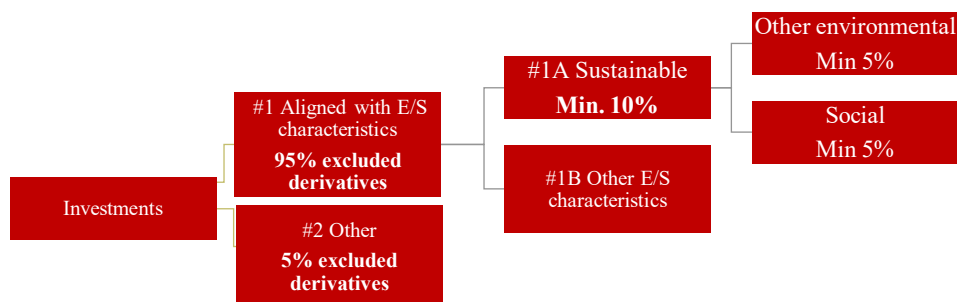 Investments
#1 Aligned with E/S
characteristics
95% excluded
derivatives
#2 Other
5% excluded
derivatives
#1A Sustainable
Min. 10%
#1B Other E/S
characteristics
Other environmental
Min 5%
Social
Min 5%